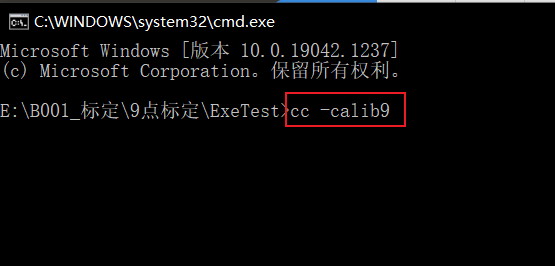 C:\WINDOWS\system32\cmd.exe
Microsoft Windows [版本 10.0.19042.1237]
(c) Microsoft Corporation。保留所有权利。
E:\B001_标定\9点标定\ExeTest>cc -calib9